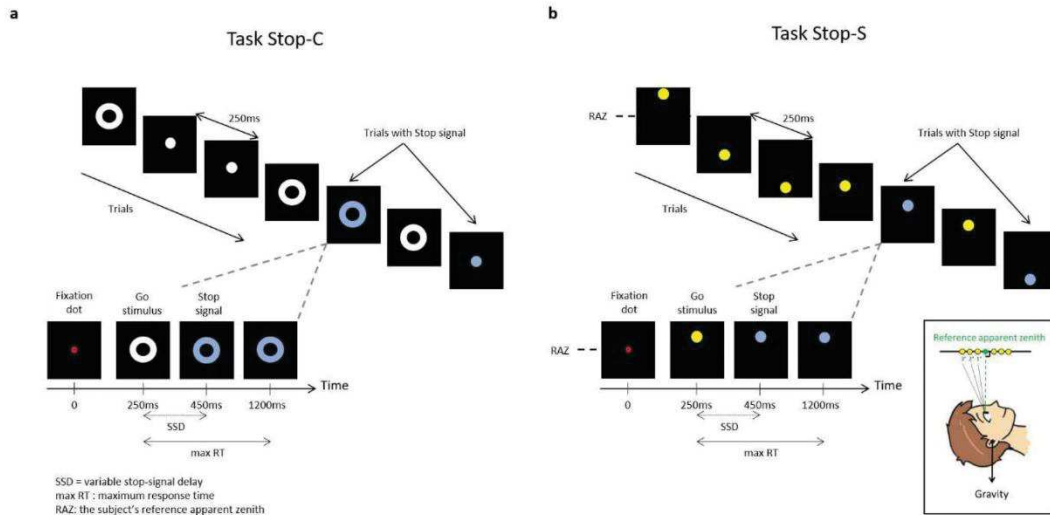 a
Task Stop-C
250ms
Trials with Stop signal
Trials
Fixation dot
Go stimulus
Stop signal
Time
0
250ms
450ms
1200ms
SSD
max RT
SSD = variable stop-signal delay
max RT : maximum response time
RAZ: the subject's reference apparent zenith
b
Task Stop-S
RAZ
250ms
Trials with Stop signal
Trials
Fixation dot
Go stimulus
Stop signal
RAZ
Time
0
250ms
450ms
1200ms
SSD
max RT
Reference apparent zenith
3° 2° 1°
Gravity